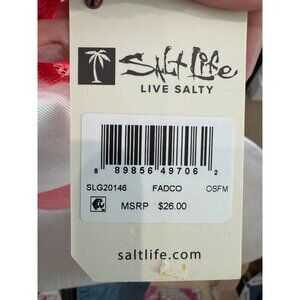 Salt Life
LIVE SALTY
8 89856 49706 2
SLG20146 FADCO OSFM
MSRP $26.00
saltlife.com